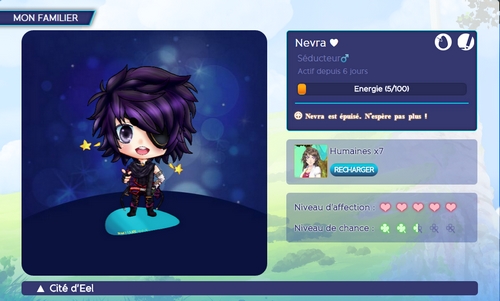 MON FAMILIER
Nevra ♥
Séducteur♂
Actif depuis 6 jours
Energie (5/100)
Nevra est épuisé. N'espère pas plus !
Humaines x7
RECHARGER
Niveau d'affection :
Niveau de chance :
▲ Cité d'Eel